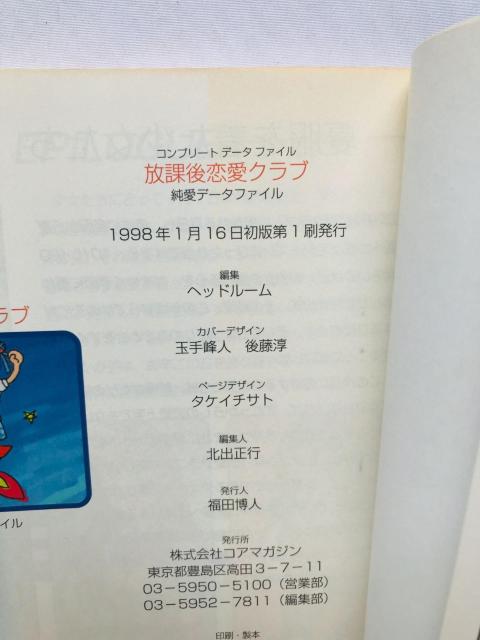 コンプリート データ ファイル
放課後恋愛クラブ
純愛データファイル
1998年1月16日初版第1刷発行
編集
ヘッドルーム
カバーデザイン
玉手峰人 後藤淳
ページデザイン
タケイチサト
編集人
北出正行
発行人
福田博人
発行所
株式会社コアマガジン
東京都豊島区高田3-7-11
03-5950-5100（営業部）
03-5952-7811（編集部）
印刷・製本
ラブ
イル